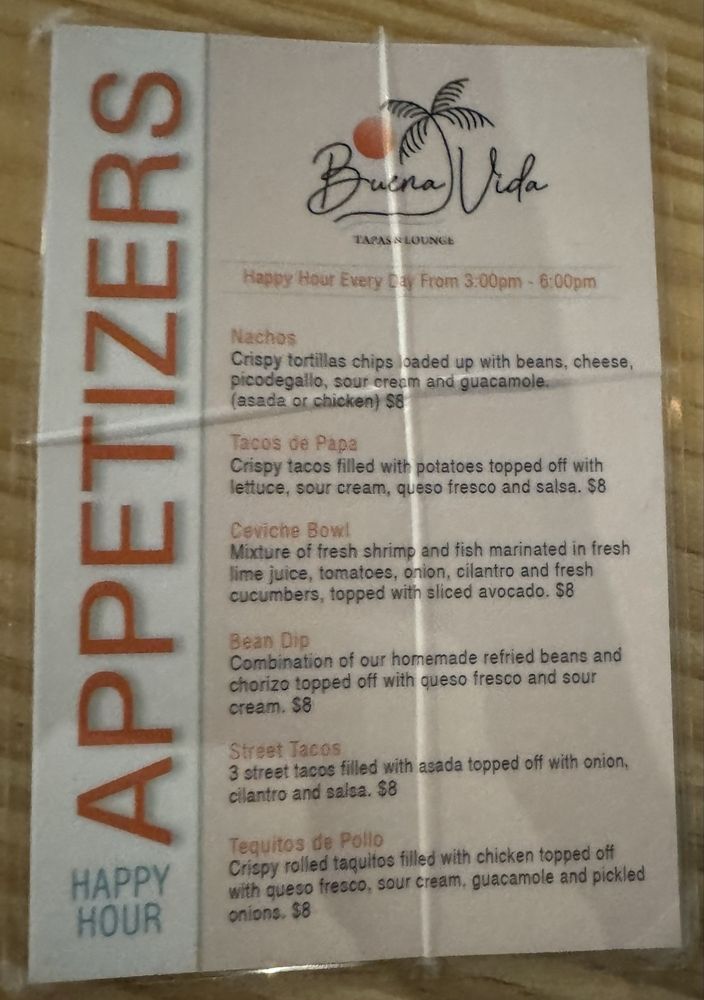 APPETIZERS
HAPPY
HOUR
Buena Vida
TAPAS N LOUNGE
Happy Hour Every Day From 3:00pm - 6:00pm
Nachos
Crispy tortillas chips loaded up with beans, cheese,
picodegallo, sour cream and guacamole.
(asada or chicken) $8
Tacos de Papa
Crispy tacos filled with potatoes topped off with
lettuce, sour cream, queso fresco and salsa. $8
Ceviche Bowl
Mixture of fresh shrimp and fish marinated in fresh
lime juice, tomatoes, onion, cilantro and fresh
cucumbers, topped with sliced avocado. $8
Bean Dip
Combination of our homemade refried beans and
chorizo topped off with queso fresco and sour
cream. $8
Street Tacos
3 street tacos filled with asada topped off with onion,
cilantro and salsa. $8
Tequitos de Pollo
Crispy rolled taquitos filled with chicken topped off
with queso fresco, sour cream, guacamole and pickled
onions. $8